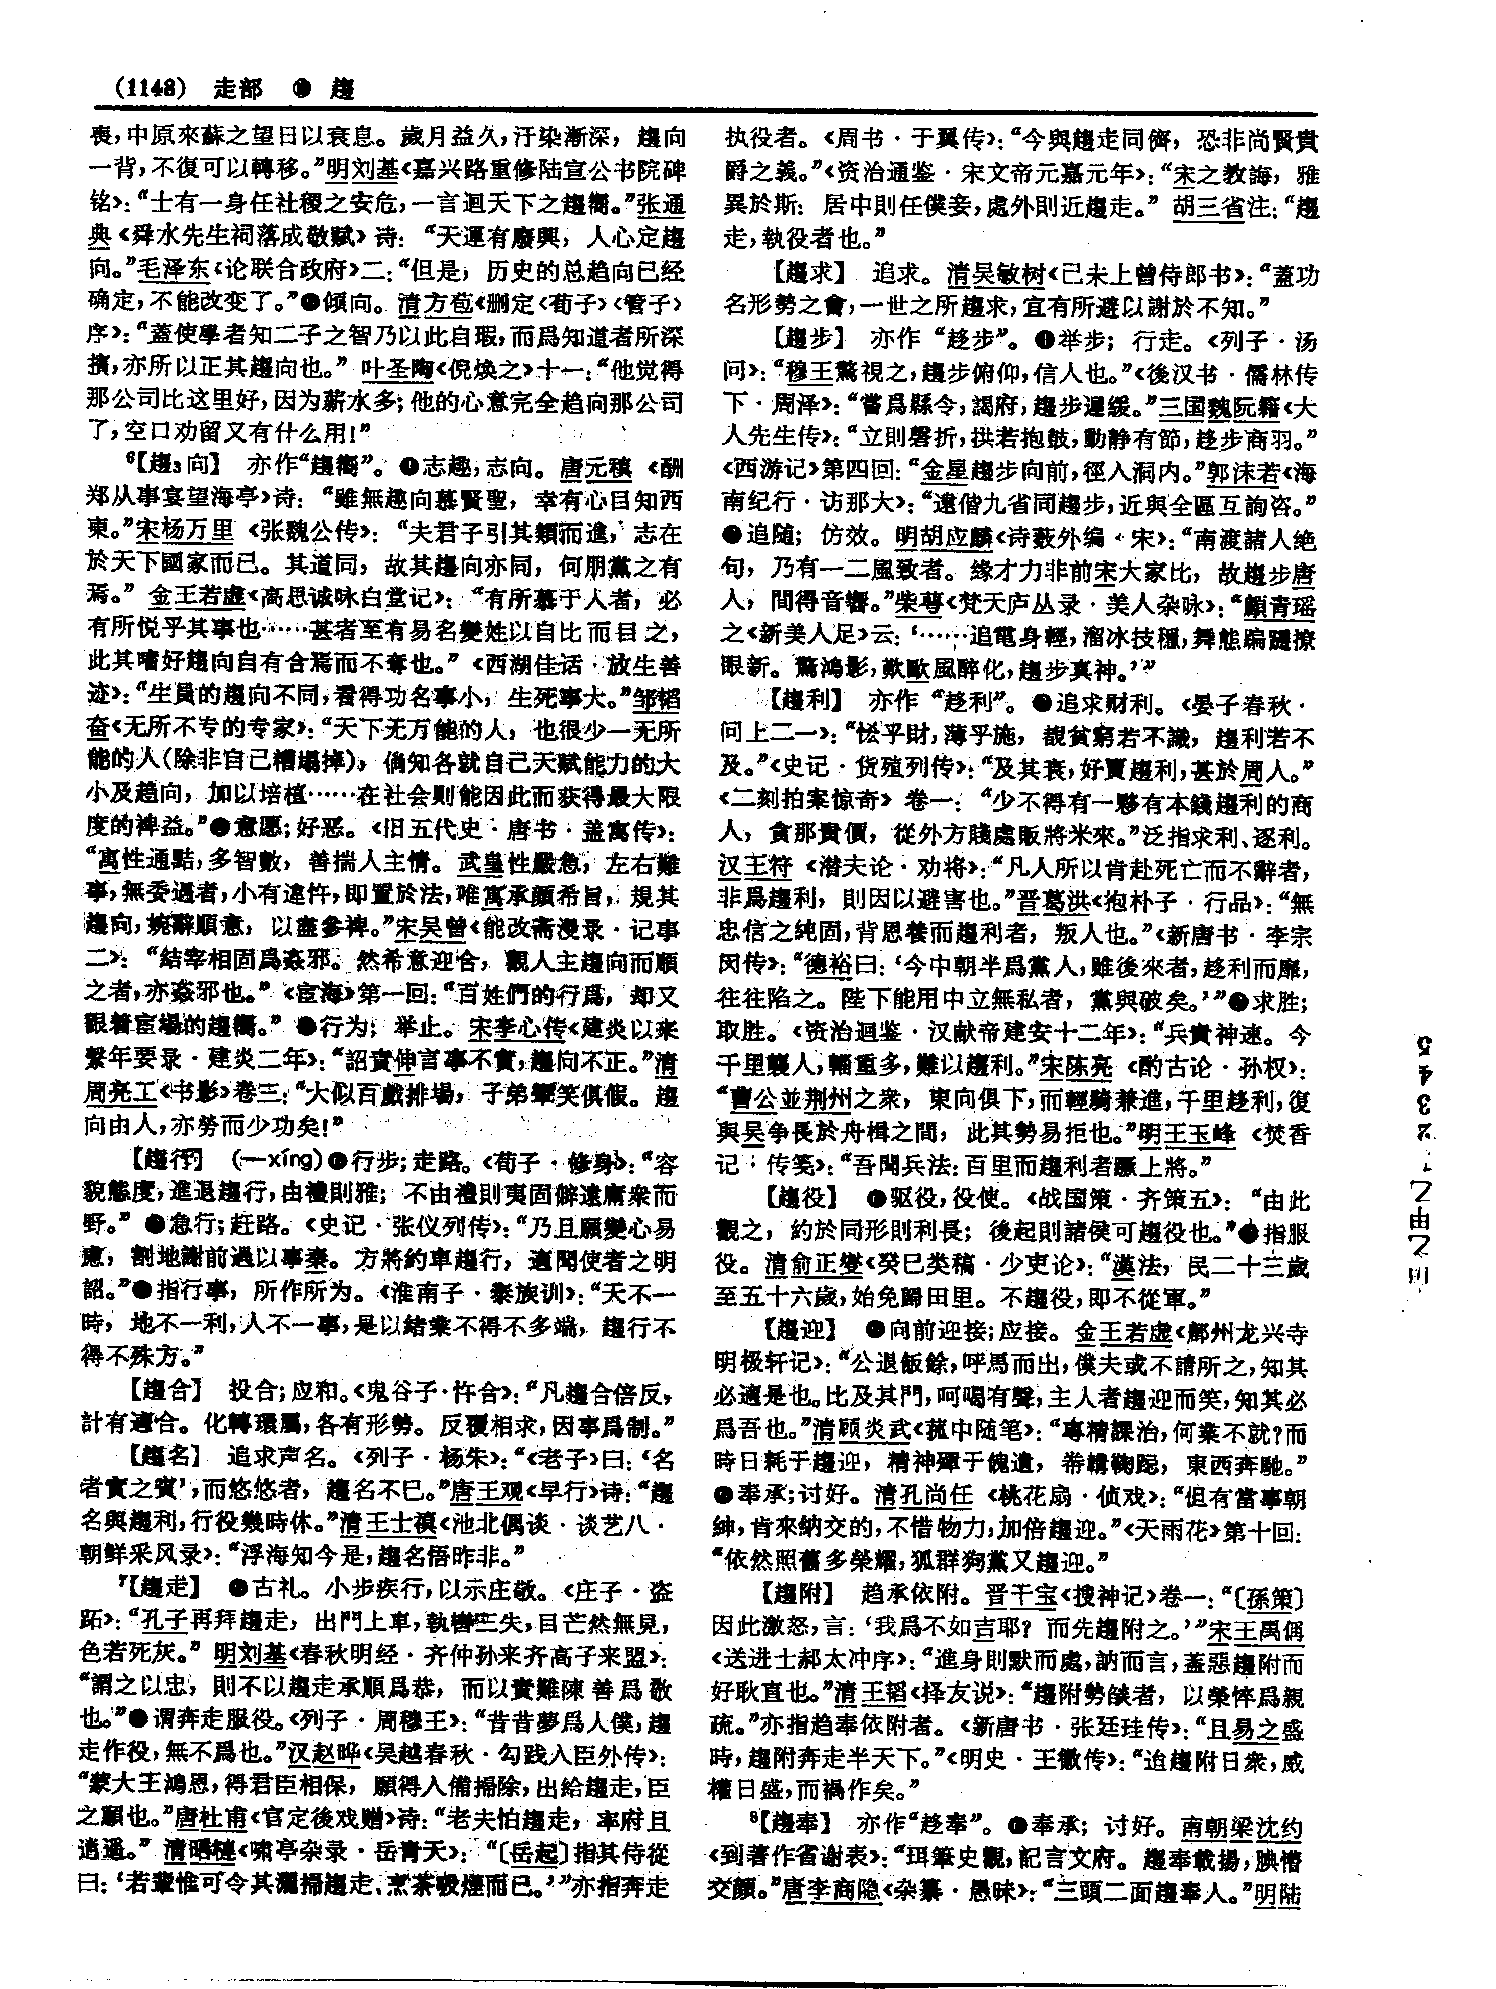 (1148) 走部 ⑩ 趨
喪,中原來蘇之望日以衰息。歲月益久,汙染漸深,趨向
一背,不復可以轉移。”明刘基《嘉兴路重修陆宣公书院碑
铭》:“士有一身任社稷之安危,一言迴天下之趨嚮。”张通
典《舜水先生祠落成敬赋》诗:“天運有廢興,人心定趨
向。”毛泽东《论联合政府》二:“但是,历史的总趋向已经
确定,不能改变了。”❷倾向。清方苞《删定〈荀子〉〈管子〉
序》:“蓋使學者知二子之智乃以此自瑕,而爲知道者所深
擯,亦所以正其趨向也。”叶圣陶《倪焕之》十一:“他觉得
那公司比这里好,因为薪水多;他的心意完全趋向那公司
了,空口劝留又有什么用!”
6【趨3向】 亦作“趨嚮”。❶志趣,志向。唐元稹《酬
郑从事宴望海亭》诗:“雖無趣向慕賢聖,幸有心目知西
東。”宋杨万里《张魏公传》:“夫君子引其類而進,志在
於天下國家而已。其道同,故其趨向亦同,何朋黨之有
焉。”金王若虚《高思诚咏白堂记》:“有所慕于人者,必
有所悦乎其事也……甚者至有易名變姓以自比而目之,
此其嗜好趨向自有合焉而不奪也。”《西湖佳话·放生善
迹》:“生員的趨向不同,看得功名事小,生死事大。”邹韬
奋《无所不专的专家》:“天下无万能的人,也很少一无所
能的人(除非自己糟塌掉),倘知各就自己天赋能力的大
小及趋向,加以培植……在社会则能因此而获得最大限
度的裨益。”❷意愿;好恶。《旧五代史·唐书·盖寓传》:
“寓性通黠,多智數,善揣人主情。武皇性嚴急,左右難
事,無委遇者,小有違忤,即置於法,唯寓承顔希旨,規其
趨向,婉辭順意,以盡參裨。”宋吴曾《能改斋漫录·记事
二》:“結宰相固爲姦邪。然希意迎合,觀人主趨向而順
之者,亦姦邪也。”《宦海》第一回:“百姓們的行爲,却又
跟着宦場的趨嚮。”❸行为;举止。宋李心传《建炎以来
繫年要录·建炎二年》:“詔責伸言事不實,趨向不正。”清
周亮工《书影》卷三:“大似百戲排場,子弟顰笑俱假。趨
向由人,亦勞而少功矣!”
【趨行】 (—xíng)❶行步;走路。《荀子·修身》:“容
貌態度,進退趨行,由禮則雅;不由禮則夷固僻違庸衆而
野。”❷急行;赶路。《史记·张仪列传》:“乃且願變心易
慮,割地謝前過以事秦。方將約車趨行,適聞使者之明
詔。”❸指行事,所作所为。《淮南子·泰族训》:“天不一
時,地不一利,人不一事,是以緒業不得不多端,趨行不
得不殊方。”
【趨合】 投合;应和。《鬼谷子·忤合》:“凡趨合倍反,
計有適合。化轉環屬,各有形勢。反覆相求,因事爲制。”
【趨名】 追求声名。《列子·杨朱》:“《老子》曰:‘名
者實之賓’,而悠悠者,趨名不已。”唐王观《早行》诗:“趨
名與趨利,行役幾時休。”清王士禛《池北偶谈·谈艺八·
朝鲜采风录》:“浮海知今是,趨名悟昨非。”
7【趨走】 ❶古礼。小步疾行,以示庄敬。《庄子·盗
跖》:“孔子再拜趨走,出門上車,執轡三失,目芒然無見,
色若死灰。”明刘基《春秋明经·齐仲孙来齐高子来盟》:
“謂之以忠,則不以趨走承順爲恭,而以責難陳善爲敬
也。”❷谓奔走服役。《列子·周穆王》:“昔昔夢爲人僕,趨
走作役,無不爲也。”汉赵晔《吴越春秋·勾践入臣外传》:
“蒙大王鴻恩,得君臣相保,願得入備掃除,出給趨走,臣
之願也。”唐杜甫《官定後戏赠》诗:“老夫怕趨走,率府且
逍遥。”清昭梿《啸亭杂录·岳青天》:“〔岳起〕指其侍從
曰:‘若輩惟可令其灑掃趨走、烹茶吸煙而已。’”亦指奔走
执役者。《周书·于翼传》:“今與趨走同儕,恐非尚賢貴
爵之義。”《资治通鉴·宋文帝元嘉元年》:“宋之教誨,雅
異於斯:居中則任僕妾,處外則近趨走。”胡三省注:“趨
走,執役者也。”
【趨求】 追求。清吴敏树《己未上曾侍郎书》:“蓋功
名形勢之會,一世之所趨求,宜有所避以謝於不知。”
【趨步】 亦作“趍步”。❶举步;行走。《列子·汤
问》:“穆王驚視之,趨步俯仰,信人也。”《後汉书·儒林传
下·周泽》:“嘗爲縣令,謁府,趨步遲緩。”三国魏阮籍《大
人先生传》:“立則磬折,拱若抱鼓,動静有節,趍步商羽。”
《西游记》第四回:“金星趨步向前,徑入洞内。”郭沫若《海
南纪行·访那大》:“遠偕九省同趨步,近與全區互詢咨。”
❷追随;仿效。明胡应麟《诗薮外编·宋》:“南渡諸人绝
句,乃有一二風致者。緣才力非前宋大家比,故趨步唐
人,間得音響。”柴萼《梵天庐丛录·美人杂咏》:“顧青瑶
之《新美人足》云:‘……追電身輕,溜冰技穩,舞態蹁躚撩
眼新。驚鴻影,歎歐風醉化,趨步真神。’”
【趨利】 亦作“趍利”。❶追求财利。《晏子春秋·
问上二一》:“恡乎財,薄乎施,覩貧窮若不識,趨利若不
及。”《史记·货殖列传》:“及其衰,好賈趨利,甚於周人。”
《二刻拍案惊奇》卷一:“少不得有一夥有本錢趨利的商
人,貪那貴價,從外方賤處販將米來。”泛指求利、逐利。
汉王符《潜夫论·劝将》:“凡人所以肯赴死亡而不辭者,
非爲趨利,則因以避害也。”晋葛洪《抱朴子·行品》:“無
忠信之純固,背恩養而趨利者,叛人也。”《新唐书·李宗
闵传》:“德裕曰:‘今中朝半爲黨人,雖後來者,趍利而靡,
往往陷之。陛下能用中立無私者,黨與破矣。’”❷求胜;
取胜。《资治通鉴·汉献帝建安十二年》:“兵貴神速。今
千里襲人,輜重多,難以趨利。”宋陈亮《酌古论·孙权》:
“曹公並荆州之衆,東向俱下,而輕騎兼進,千里趍利,復
與吴争長於舟楫之間,此其勢易拒也。”明王玉峰《焚香
记·传笺》:“吾聞兵法:百里而趨利者蹶上將。”
【趨役】 ❶驱役,役使。《战国策·齐策五》:“由此
觀之,約於同形則利長;後起則諸侯可趨役也。”❷指服
役。清俞正燮《癸巳类稿·少吏论》:“漢法,民二十三歲
至五十六歲,始免歸田里。不趨役,即不從軍。”
【趨迎】 ❶向前迎接;应接。金王若虚《鄜州龙兴寺
明极轩记》:“公退飯餘,呼馬而出,僕夫或不請所之,知其
必適是也。比及其門,呵喝有聲,主人者趨迎而笑,知其必
爲吾也。”清顾炎武《菰中随笔》:“專精課治,何業不就?而
時日耗于趨迎,精神殫于餽遺,帣韝鞠跽,東西奔馳。”
❷奉承;讨好。清孔尚任《桃花扇·侦戏》:“但有當事朝
紳,肯來納交的,不惜物力,加倍趨迎。”《天雨花》第十回:
“依然照舊多榮耀,狐群狗黨又趨迎。”
【趨附】 趋承依附。晋干宝《搜神记》卷一:“〔孫策〕
因此激怒,言:‘我爲不如吉耶?而先趨附之。’”宋王禹偁
《送进士郝太冲序》:“進身則默而處,訥而言,蓋惡趨附而
好耿直也。”清王韬《择友说》:“趨附勢燄者,以榮悴爲親
疏。”亦指趋奉依附者。《新唐书·张廷珪传》:“且易之盛
時,趨附奔走半天下。”《明史·王徽传》:“迨趨附日衆,威
權日盛,而禍作矣。”
8【趨奉】 亦作“趍奉”。❶奉承;讨好。南朝梁沈约
《到著作省谢表》:“珥筆史觀,記言文府。趨奉載揚,腆懵
交顔。”唐李商隐《杂纂·愚昧》:“三頭二面趨奉人。”明陆
5
4
3
2